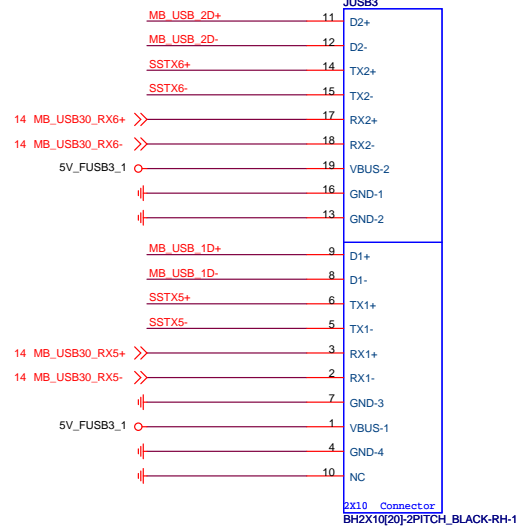 JUSB3
MB_USB_2D+ 11 D2+
MB_USB_2D- 12 D2-
SSTX6+ 14 TX2+
SSTX6- 15 TX2-
14 MB_USB30_RX6+ 17 RX2+
14 MB_USB30_RX6- 18 RX2-
5V_FUSB3_1 19 VBUS-2
16 GND-1
13 GND-2
MB_USB_1D+ 9 D1+
MB_USB_1D- 8 D1-
SSTX5+ 6 TX1+
SSTX5- 5 TX1-
14 MB_USB30_RX5+ 3 RX1+
14 MB_USB30_RX5- 2 RX1-
7 GND-3
5V_FUSB3_1 1 VBUS-1
4 GND-4
10 NC
2X10 Connector
BH2X10[20]-2PITCH_BLACK-RH-1